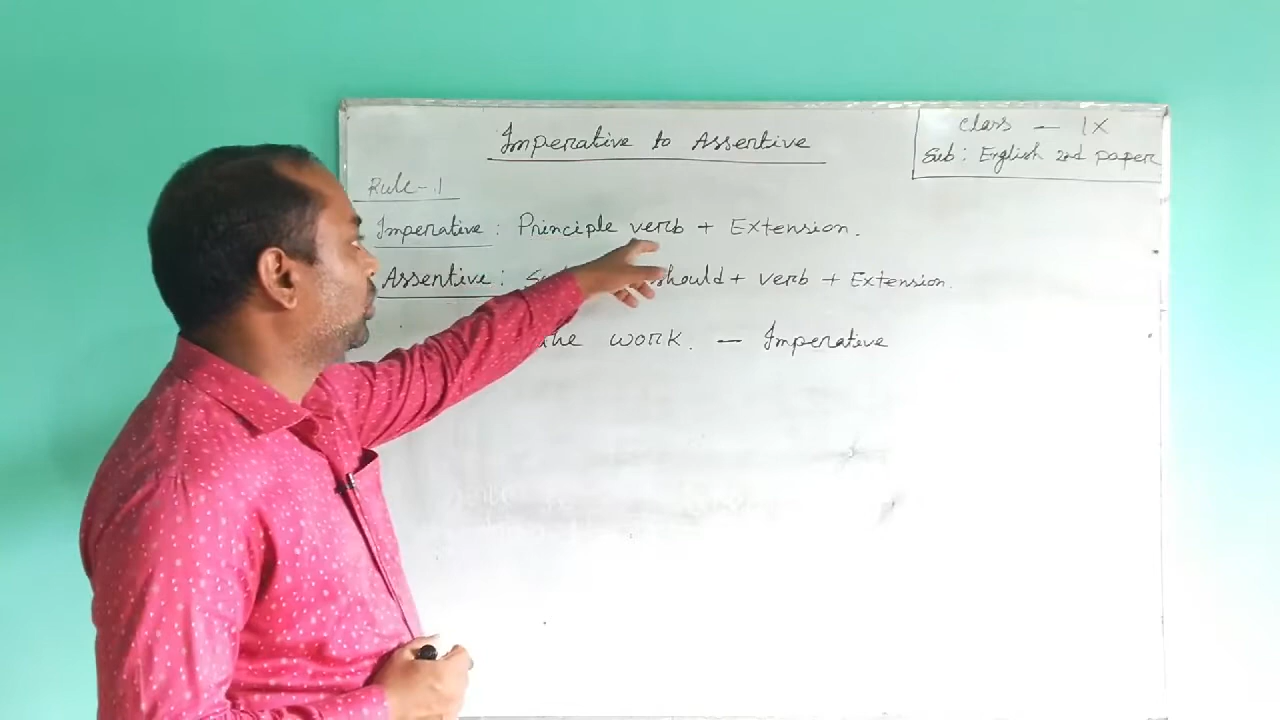 Imperative to Assertive
Class — IX
Sub: English 2nd paper
Rule-1
Imperative: Principle verb + Extension.
Assertive: should + verb + Extension.
the work. — Imperative